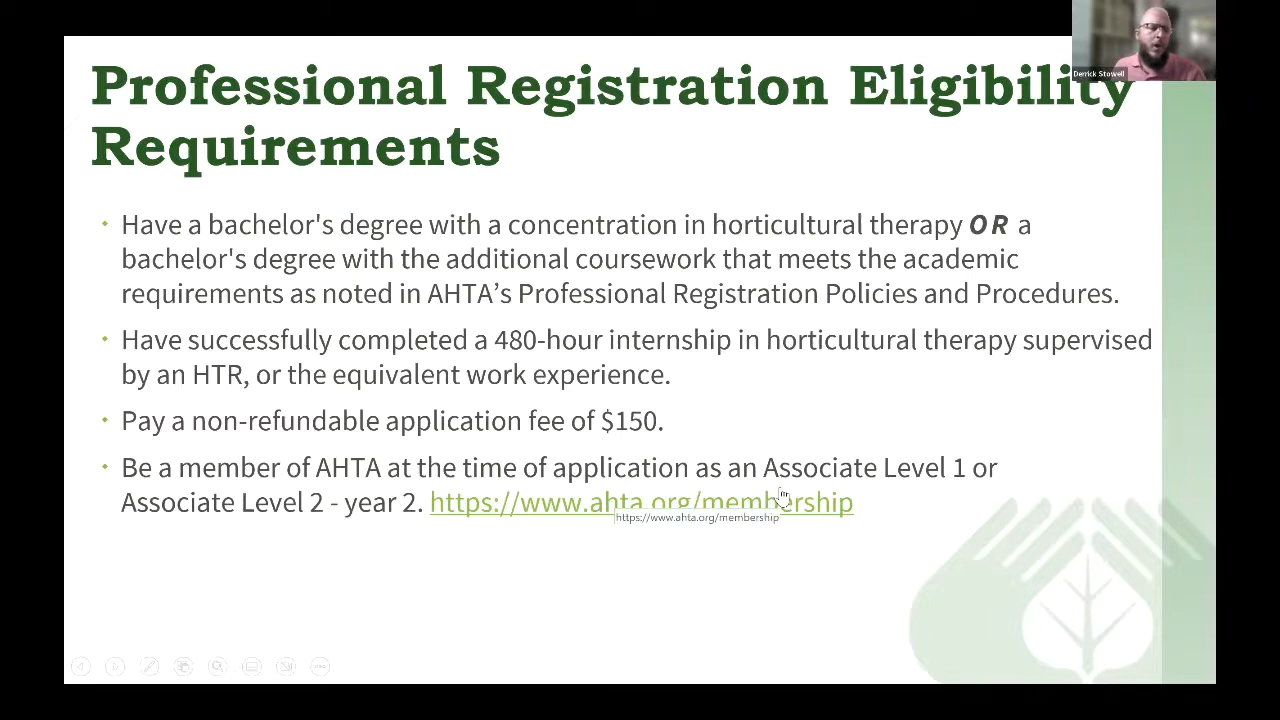 Derrick Stowell
Professional Registration Eligibility
Requirements
Have a bachelor's degree with a concentration in horticultural therapy OR a
bachelor's degree with the additional coursework that meets the academic
requirements as noted in AHTA’s Professional Registration Policies and Procedures.
Have successfully completed a 480-hour internship in horticultural therapy supervised
by an HTR, or the equivalent work experience.
Pay a non-refundable application fee of $150.
Be a member of AHTA at the time of application as an Associate Level 1 or
Associate Level 2 - year 2. https://www.ahta.org/membership
https://www.ahta.org/membership